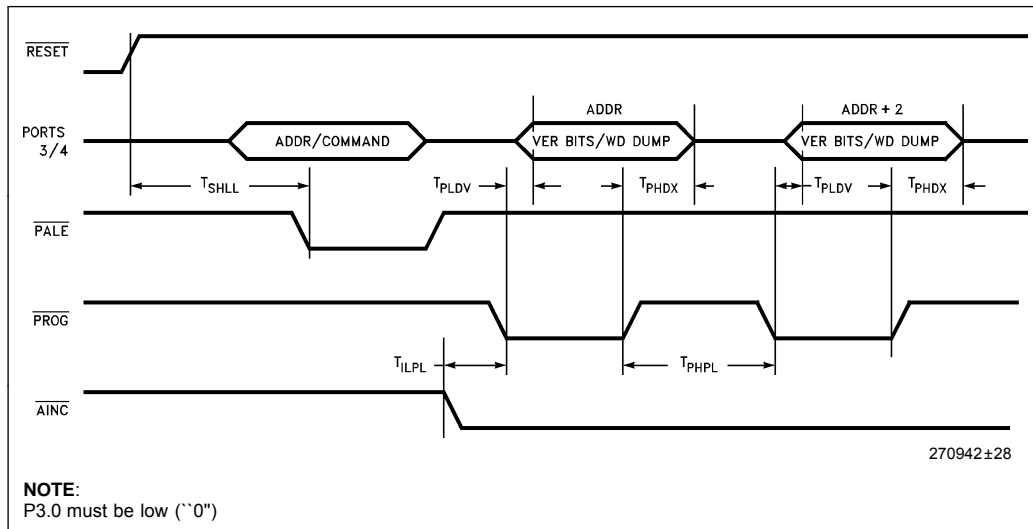 RESET
PORTS
3/4
ADDR/COMMAND
ADDR
VER BITS/WD DUMP
ADDR + 2
VER BITS/WD DUMP
TSHLL
TPLDV
TPHDX
TPLDV
TPHDX
PALE
PROG
TILPL
TPHPL
AINC
270942±28
NOTE:
P3.0 must be low (``0")